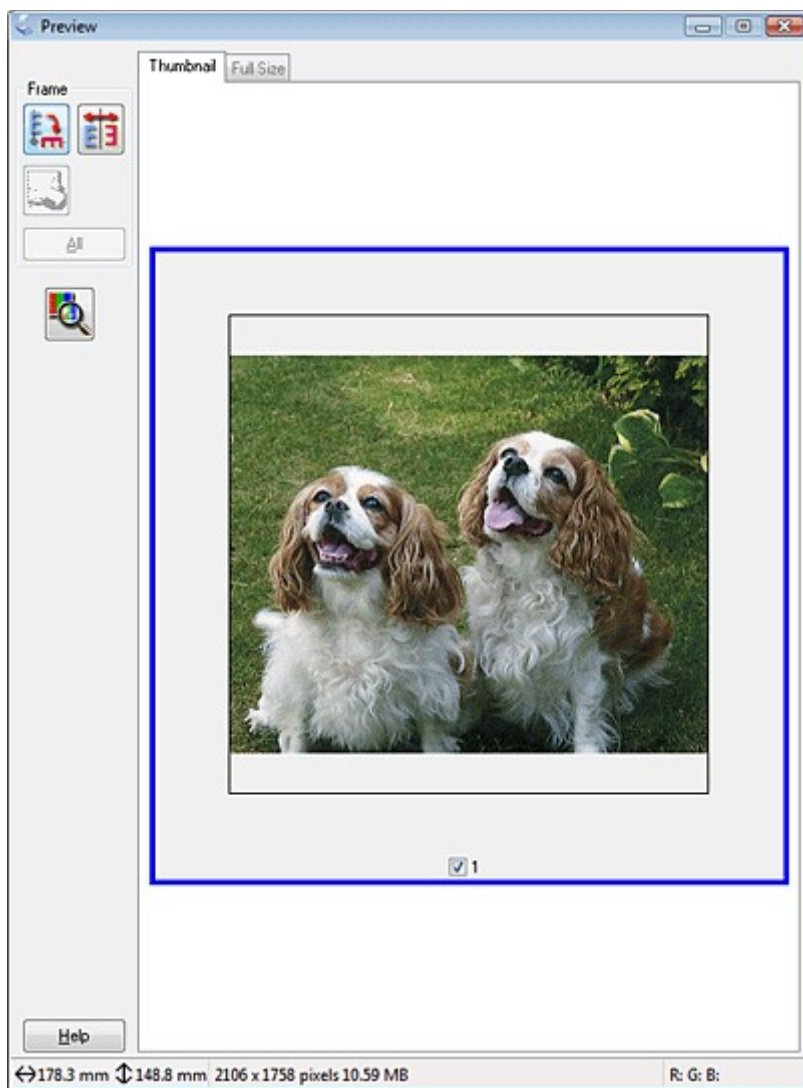 Preview
Thumbnail Full Size
Frame
All
1
Help
178.3 mm 148.8 mm 2106 x 1758 pixels 10.59 MB R: G: B: